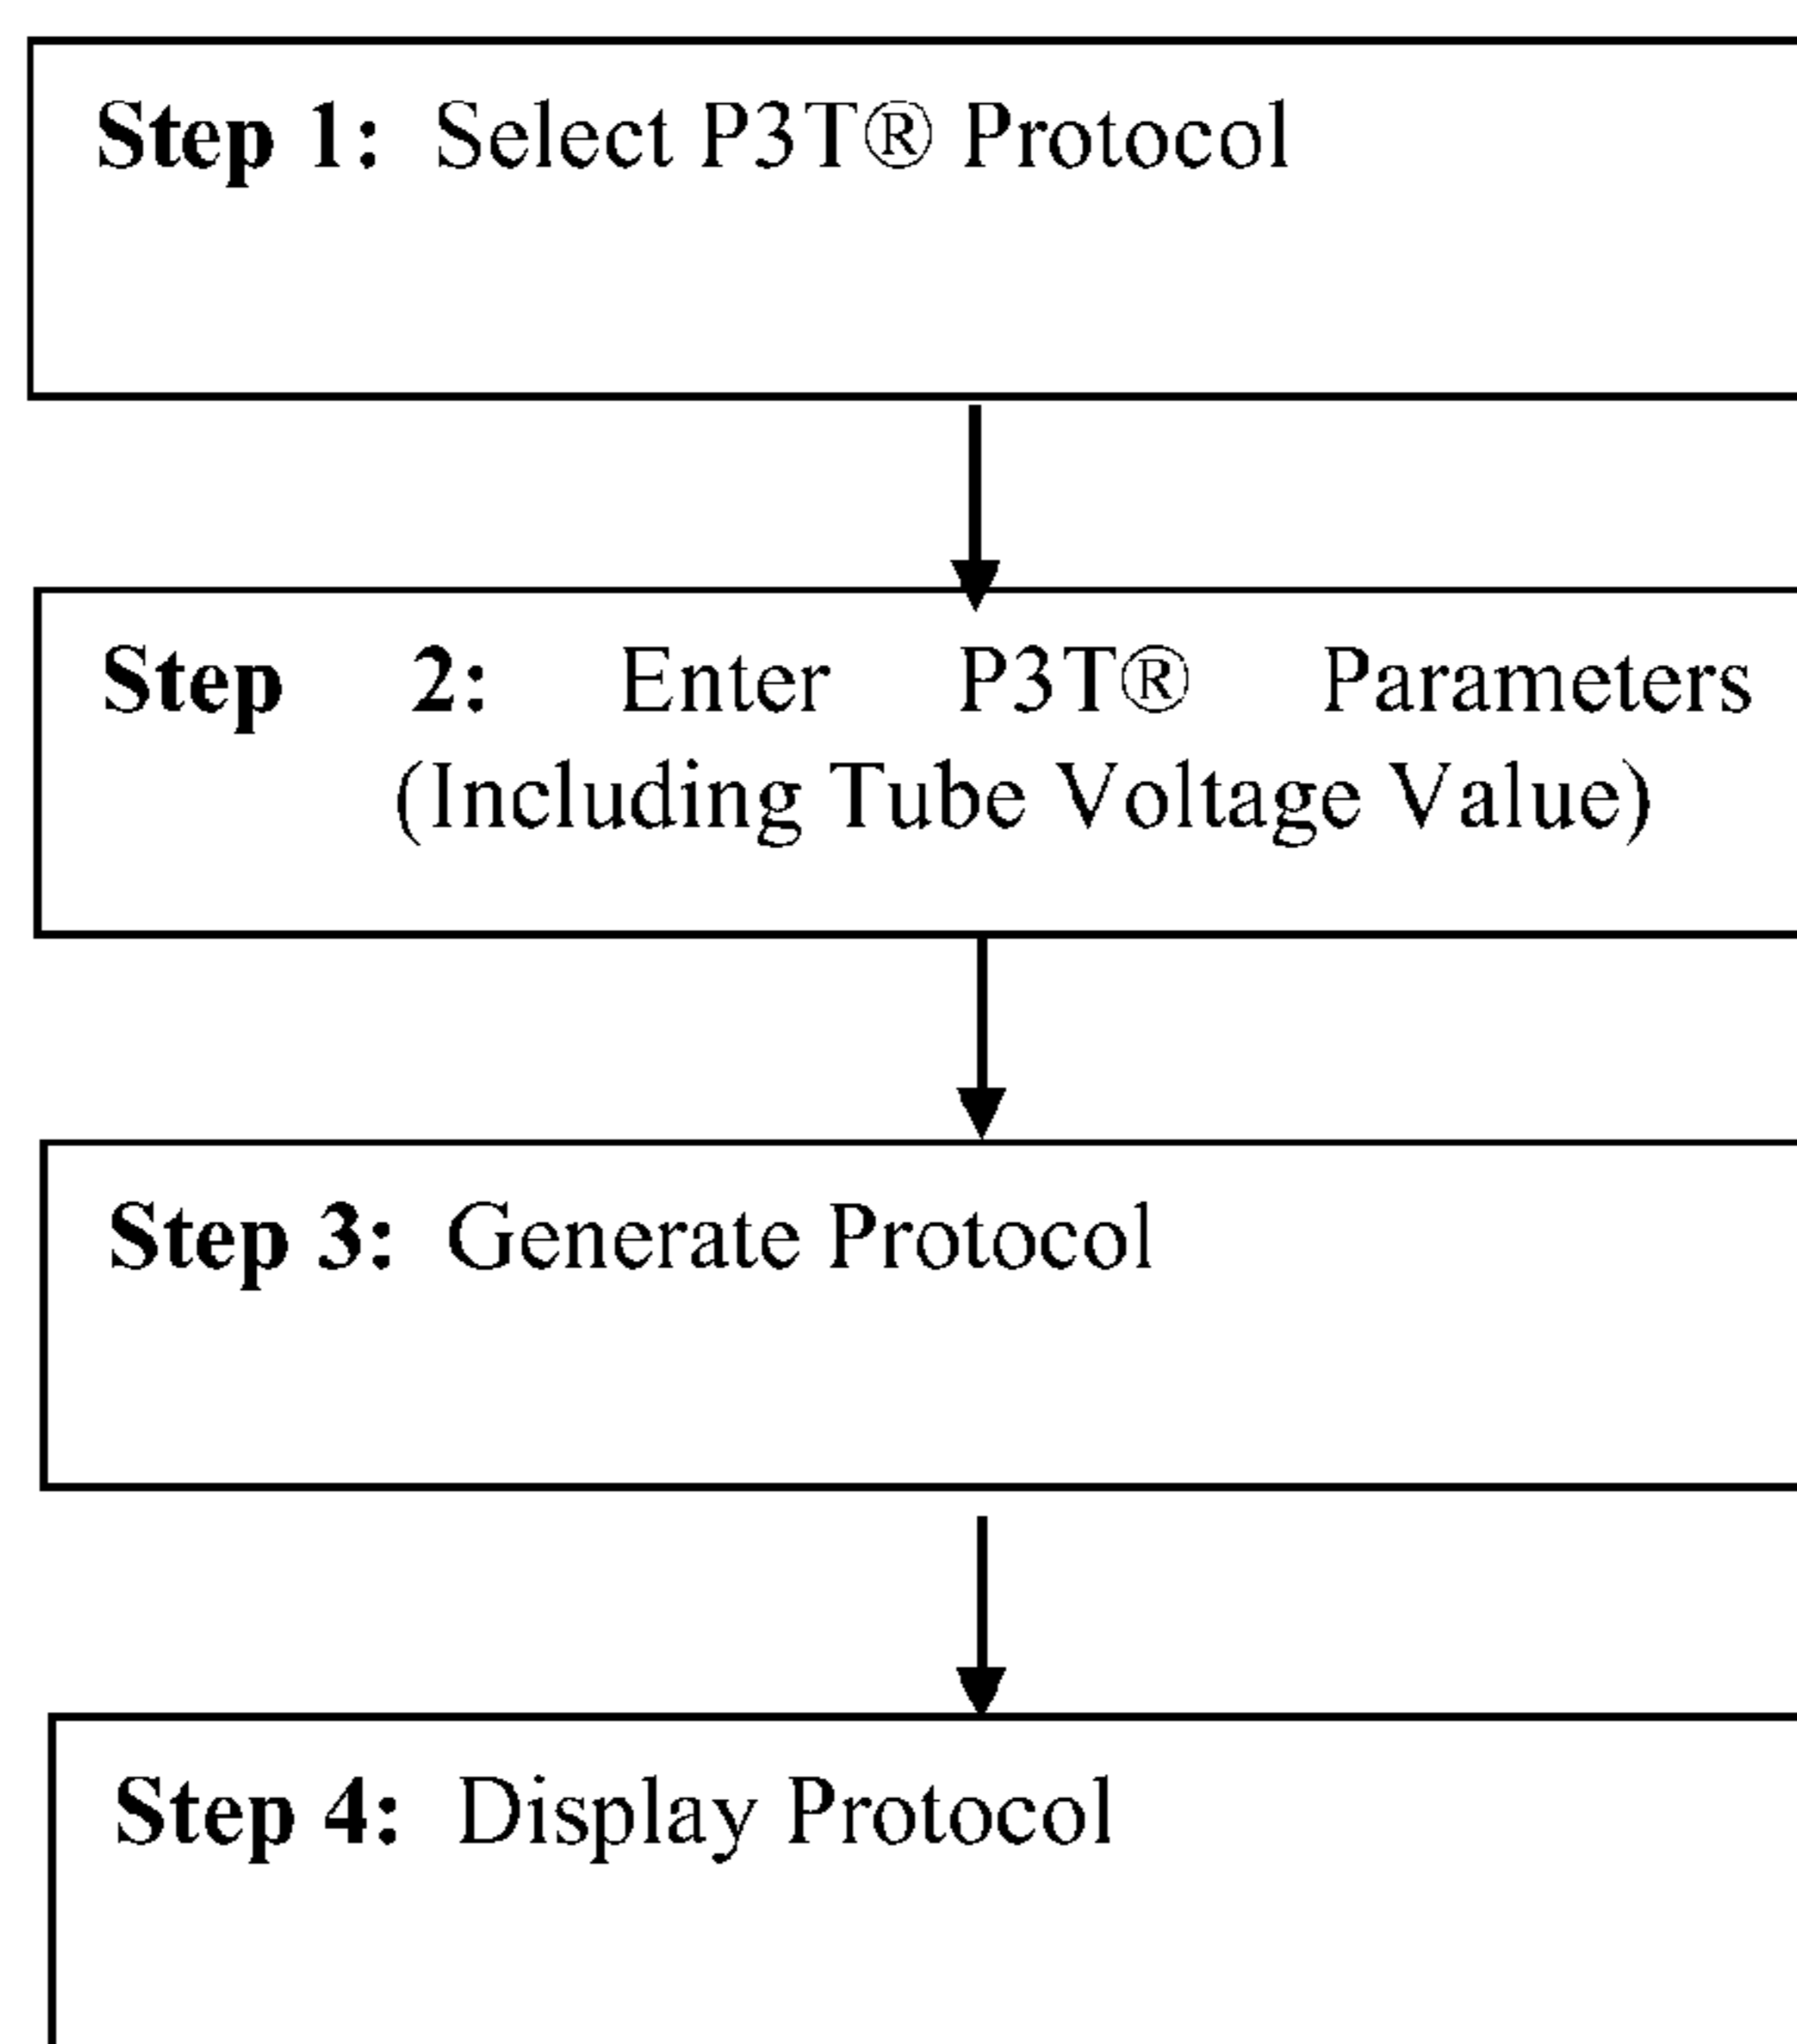 Step 1: Select P3T® Protocol
Step 2: Enter P3T® Parameters
(Including Tube Voltage Value)
Step 3: Generate Protocol
Step 4: Display Protocol